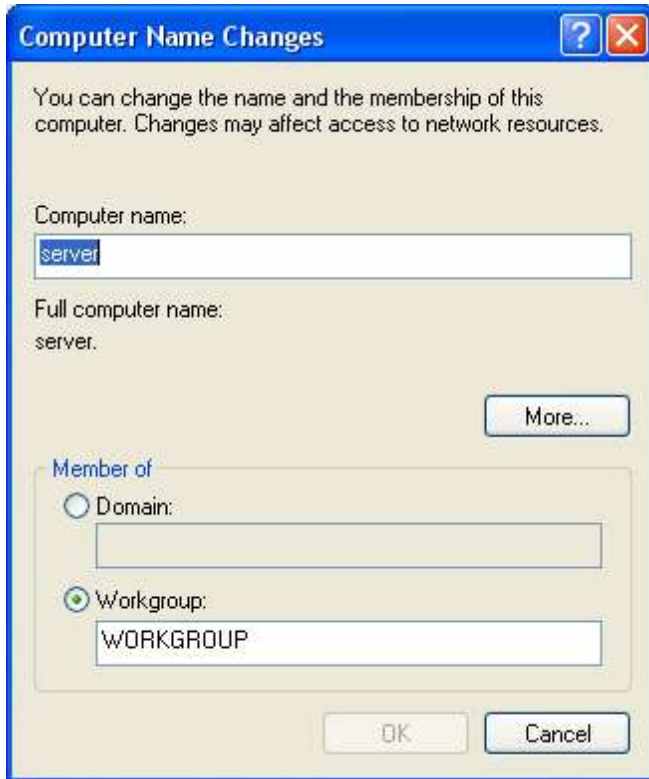 Computer Name Changes
You can change the name and the membership of this
computer. Changes may affect access to network resources.
Computer name:
server
Full computer name:
server.
More...
Member of
Domain:
Workgroup:
WORKGROUP
OK
Cancel